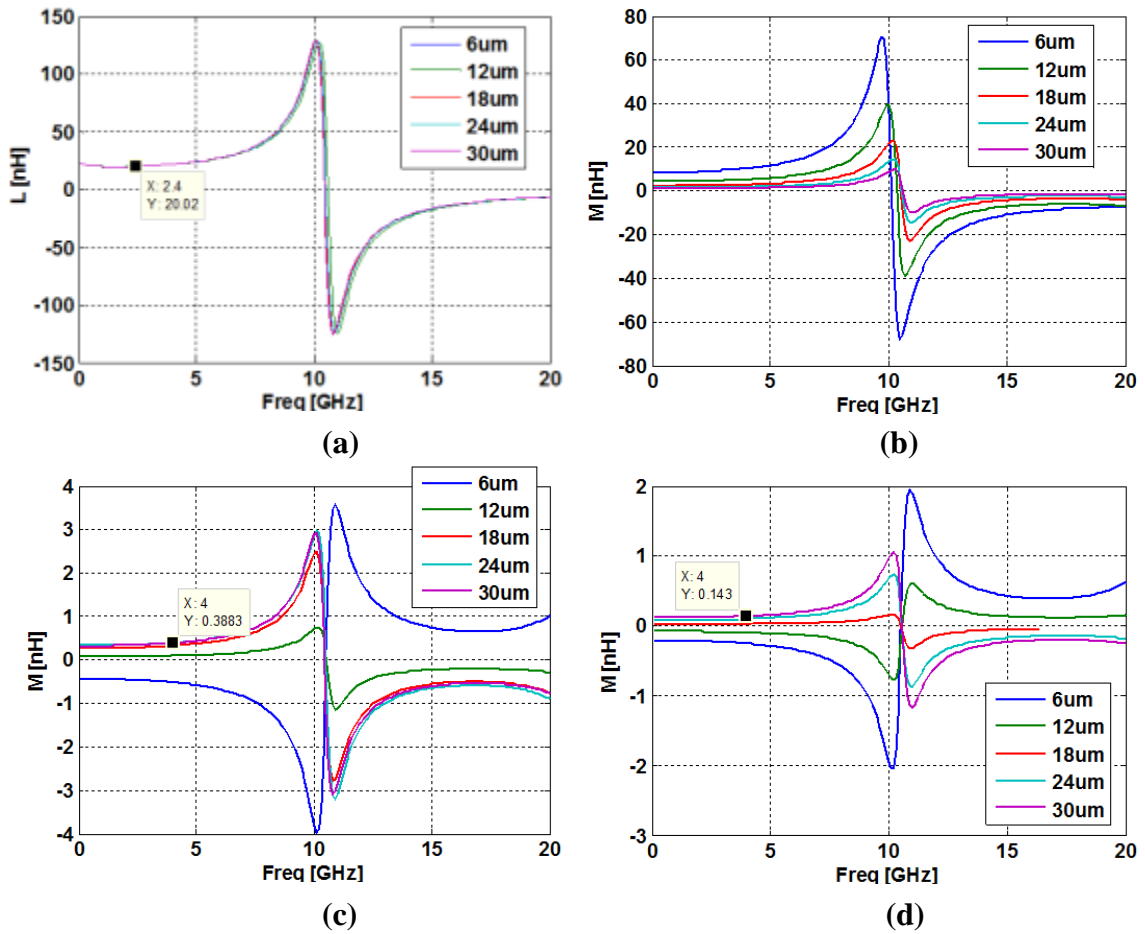 150
100
50
0
-50
-100
-150
L [nH]
0 5 10 15 20
Freq [GHz]
6um
12um
18um
24um
30um
X: 2.4
Y: 20.02
(a)
80
60
40
20
0
-20
-40
-60
-80
M [nH]
0 5 10 15 20
Freq [GHz]
6um
12um
18um
24um
30um
(b)
4
3
2
1
0
-1
-2
-3
-4
M [nH]
0 5 10 15 20
Freq [GHz]
6um
12um
18um
24um
30um
X: 4
Y: 0.3883
(c)
2
1
0
-1
-2
-3
M [nH]
0 5 10 15 20
Freq [GHz]
X: 4
Y: 0.143
6um
12um
18um
24um
30um
(d)